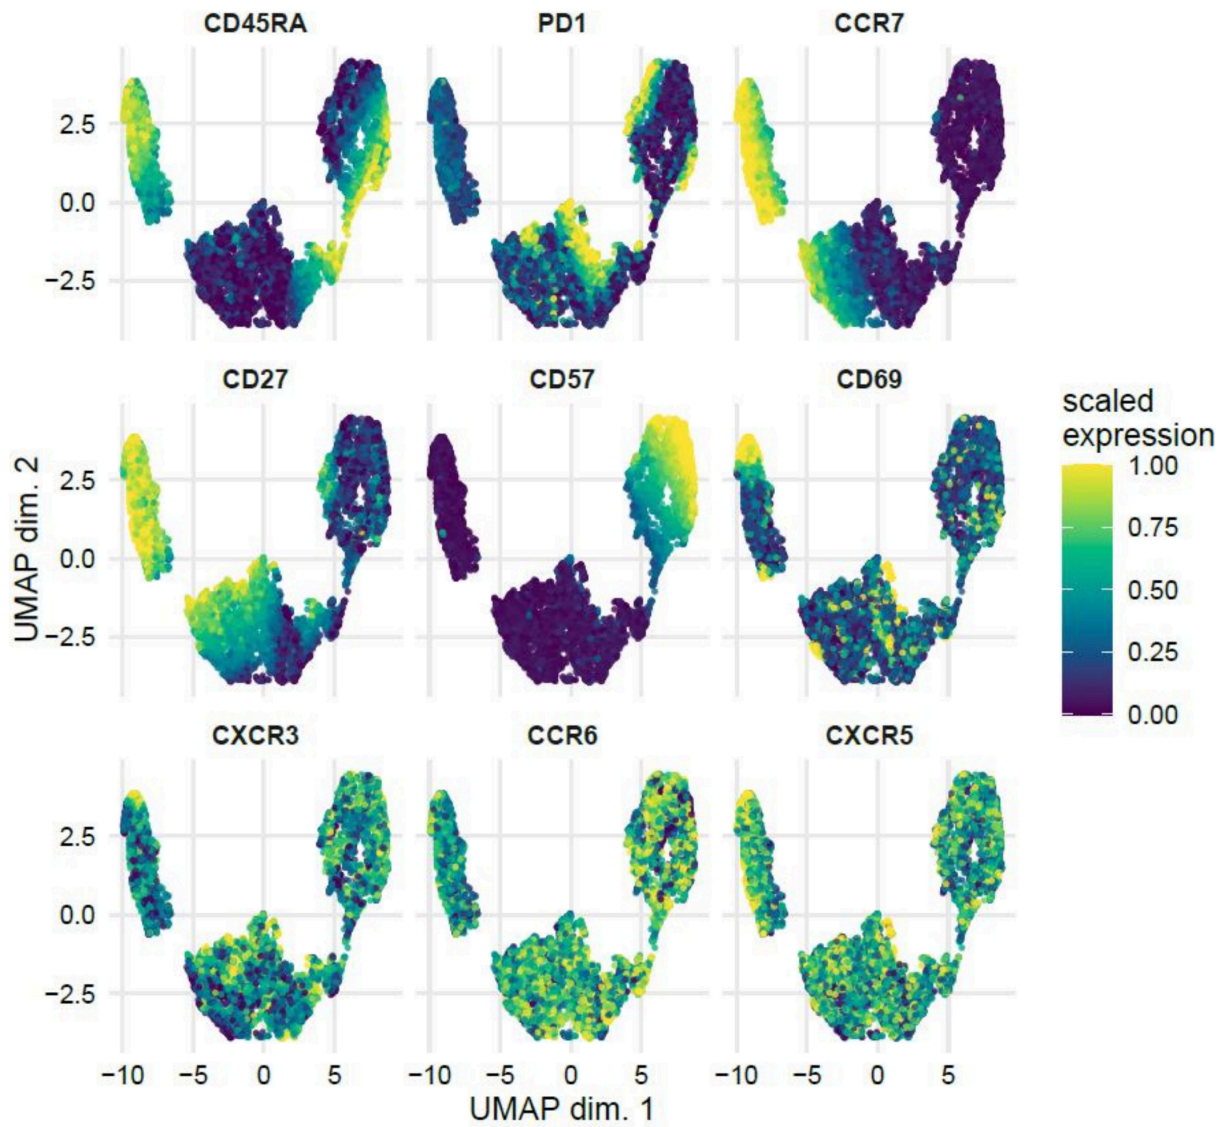 CD45RA PD1 CCR7
2.5
0.0
−2.5
CD27 CD57 CD69
2.5
0.0
−2.5
CXCR3 CCR6 CXCR5
2.5
0.0
−2.5
−10 −5 0 5 −10 −5 0 5 −10 −5 0 5
UMAP dim. 1
UMAP dim. 2
scaled
expression
1.00
0.75
0.50
0.25
0.00